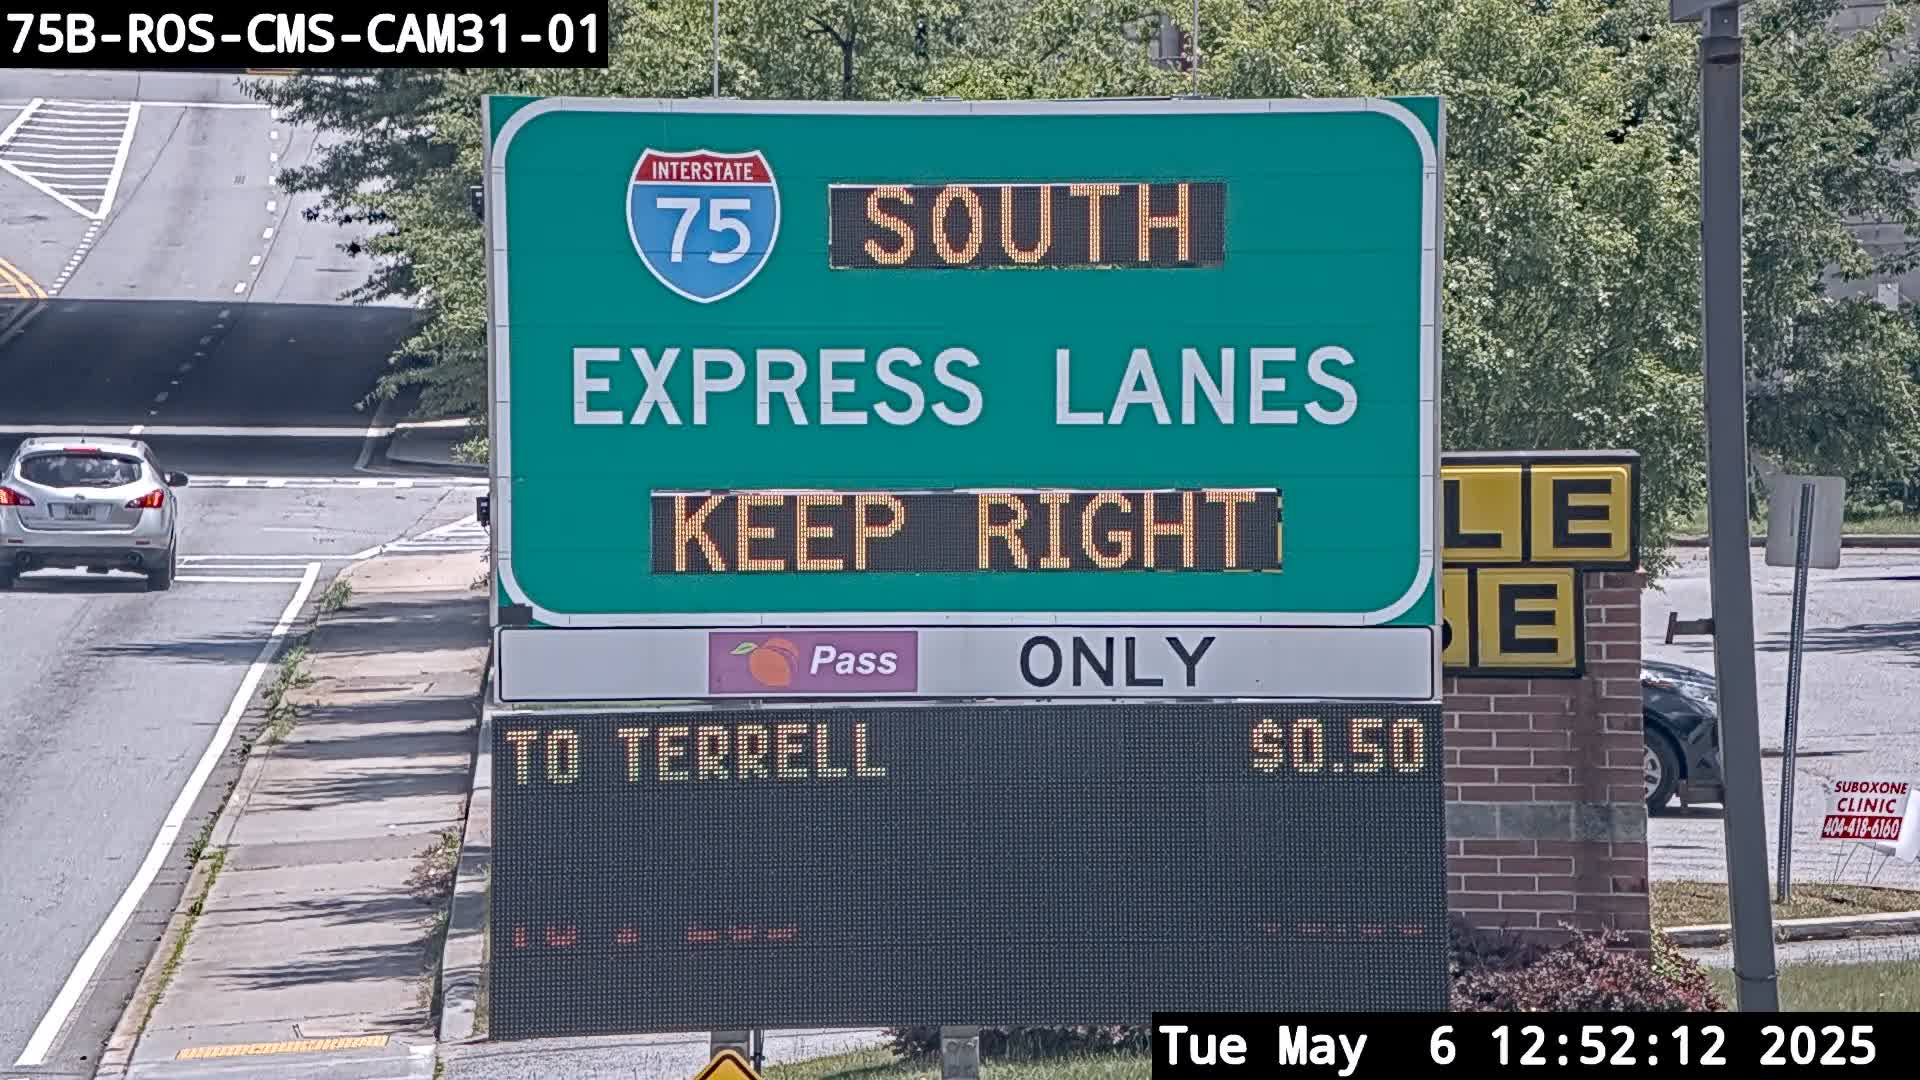 75B-ROS-CMS-CAM31-01
INTERSTATE
75
SOUTH
EXPRESS LANES
KEEP RIGHT
Pass ONLY
TO TERRELL $0.50
LE
E
SUBOXONE
CLINIC
404-418-6160
Tue May 6 12:52:12 2025